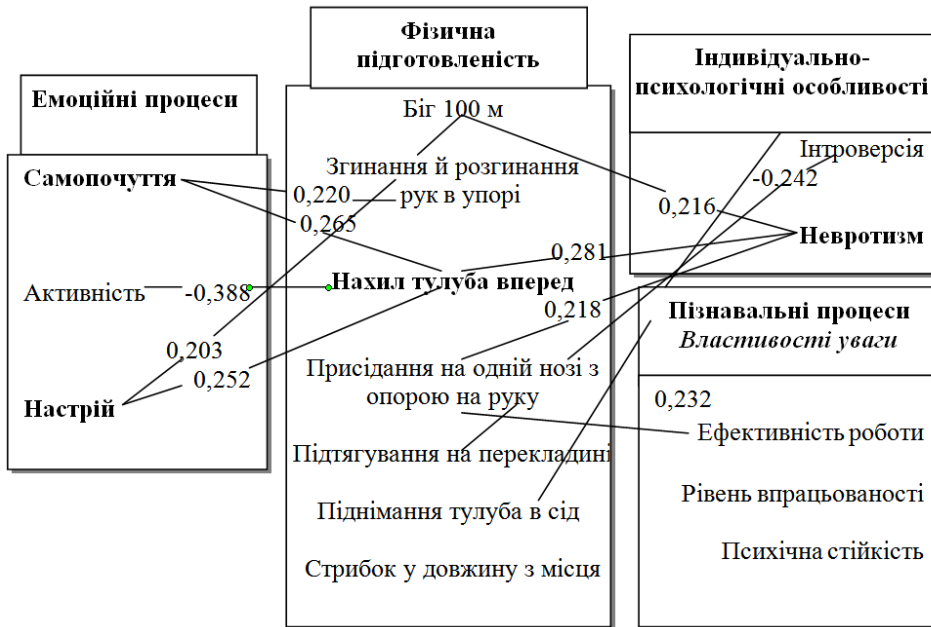 Емоційні процеси
Самопочуття
Активність
-0,388
0,203
0,252
Настрій
Фізична
підготовленість
Біг 100 м
Згинання й розгинання
рук в упорі
0,220
0,265
Нахил тулуба вперед
0,281
0,218
Присідання на одній нозі з
опорою на руку
Підтягування на перекладині
Піднімання тулуба в сід
Стрибок у довжину з місця
Індивідуально-
психологічні особливості
Інтроверсія
-0,242
0,216
Невротизм
Пізнавальні процеси
Властивості уваги
0,232
Ефективність роботи
Рівень впрацьованості
Психічна стійкість